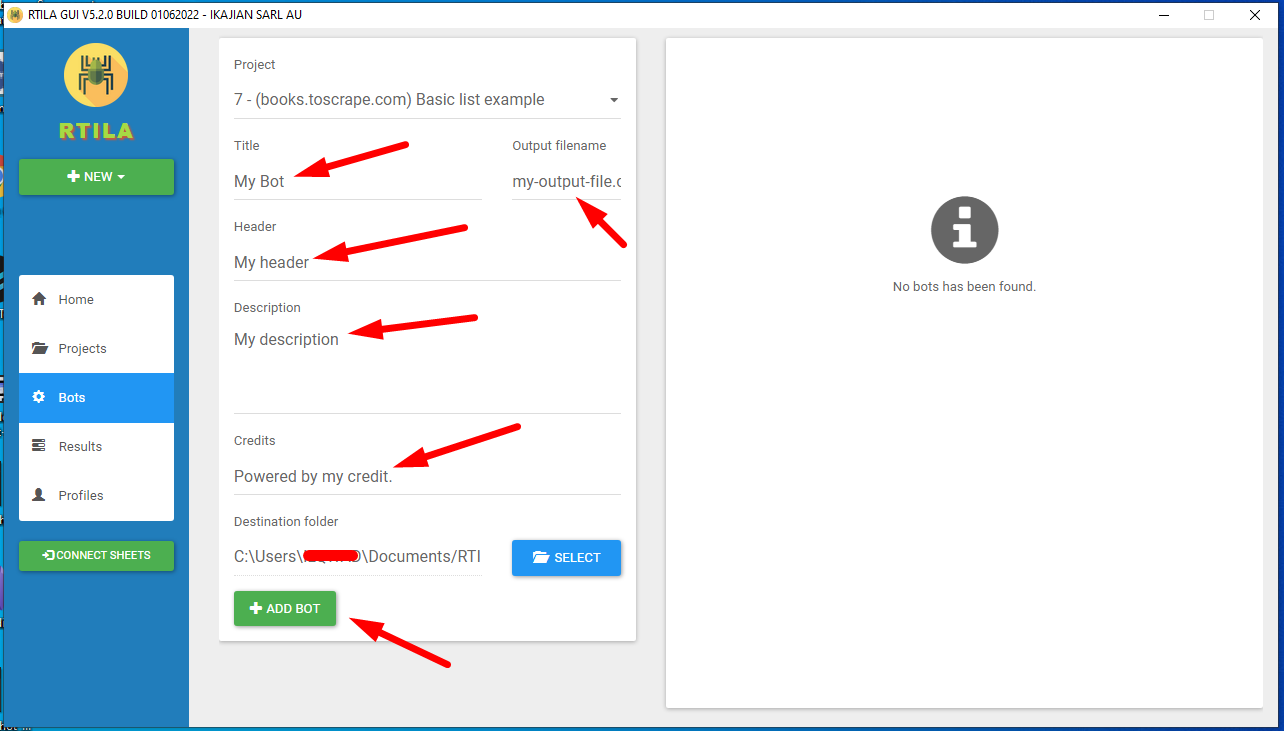 RTILA GUI V5.2.0 BUILD 01062022 - IKAJIAN SARL AU
RTILA
NEW
Home
Projects
Bots
Results
Profiles
CONNECT SHEETS
Project
7 - (books.toscrape.com) Basic list example
Title
Output filename
My Bot
my-output-file.c
Header
My header
Description
My description
Credits
Powered by my credit.
Destination folder
C:\Users\ \Documents/RTI
SELECT
ADD BOT
No bots has been found.